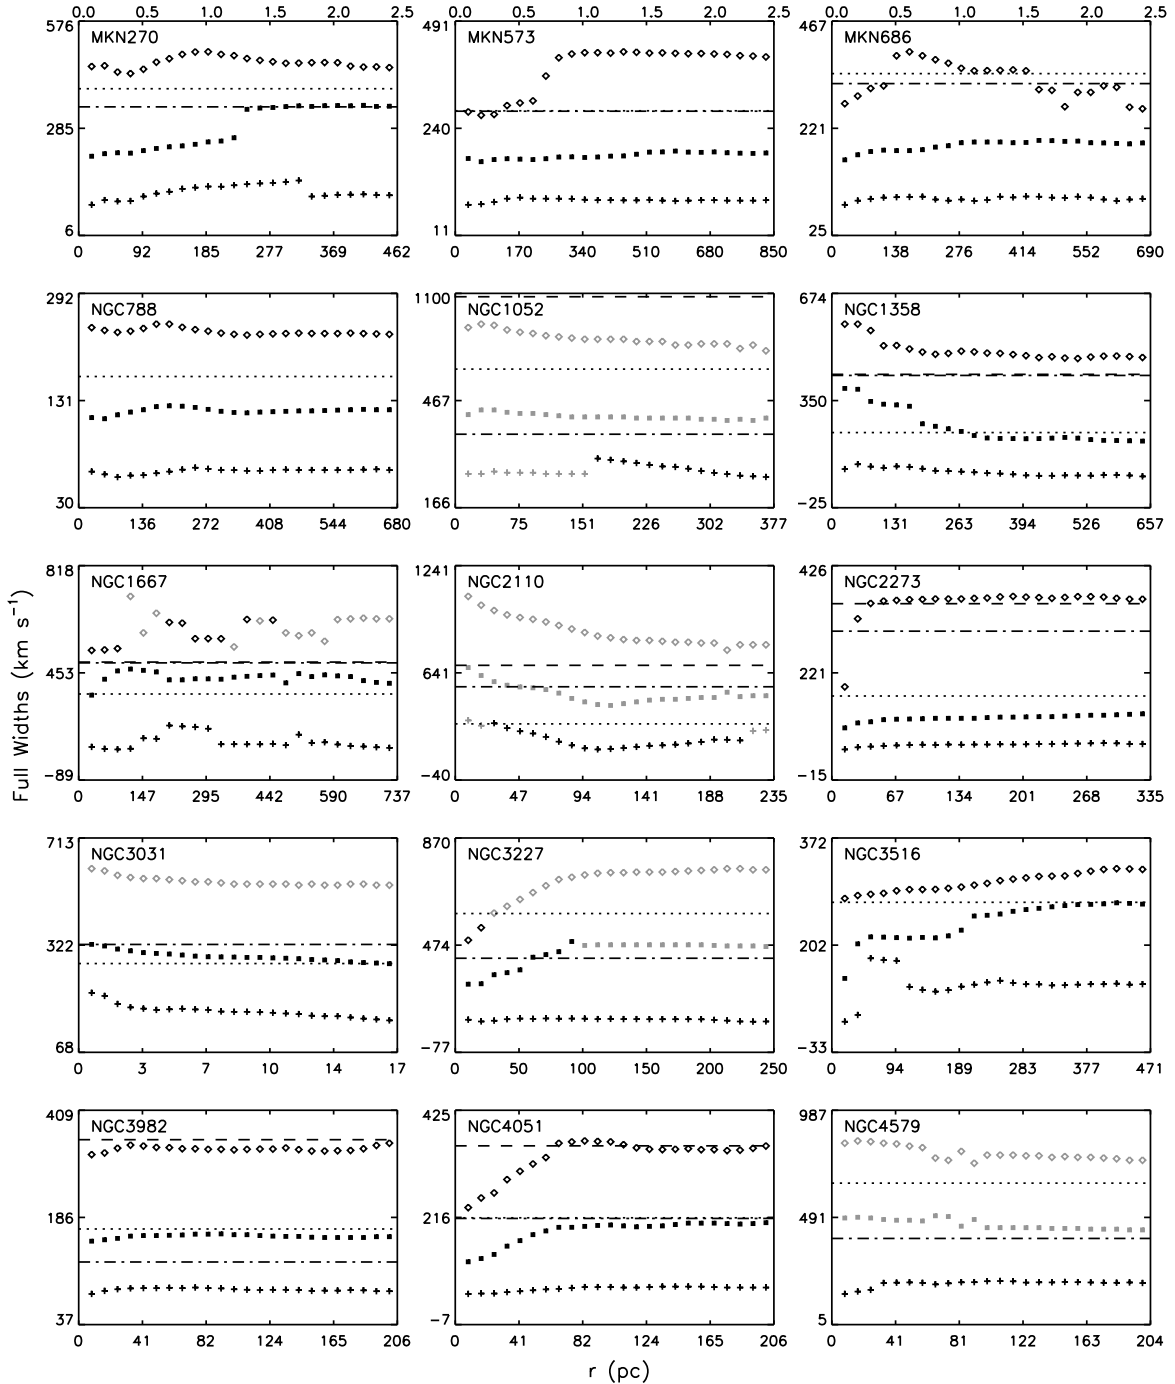 0.0 0.5 1.0 1.5 2.0 2.5 0.0 0.5 1.0 1.5 2.0 2.5 0.0 0.5 1.0 1.5 2.0 2.5
576 MKN270 491 MKN573 467 MKN686
285 240 221
6 11 25
0 92 185 277 369 462 0 170 340 510 680 850 0 138 276 414 552 690
292 NGC788 1100 NGC1052 674 NGC1358
131 467 350
30 166 −25
0 136 272 408 544 680 0 75 151 226 302 377 0 131 263 394 526 657
818 NGC1667 1241 NGC2110 426 NGC2273
453 641 221
−89 −40 −15
0 147 295 442 590 737 0 47 94 141 188 235 0 67 134 201 268 335
Full Widths (km s⁻¹)
713 NGC3031 870 NGC3227 372 NGC3516
322 474 202
68 −77 −33
0 3 7 10 14 17 0 50 100 150 200 250 0 94 189 283 377 471
409 NGC3982 425 NGC4051 987 NGC4579
186 216 491
37 −7 5
0 41 82 124 165 206 0 41 82 124 165 206 0 41 81 122 163 204
r (pc)